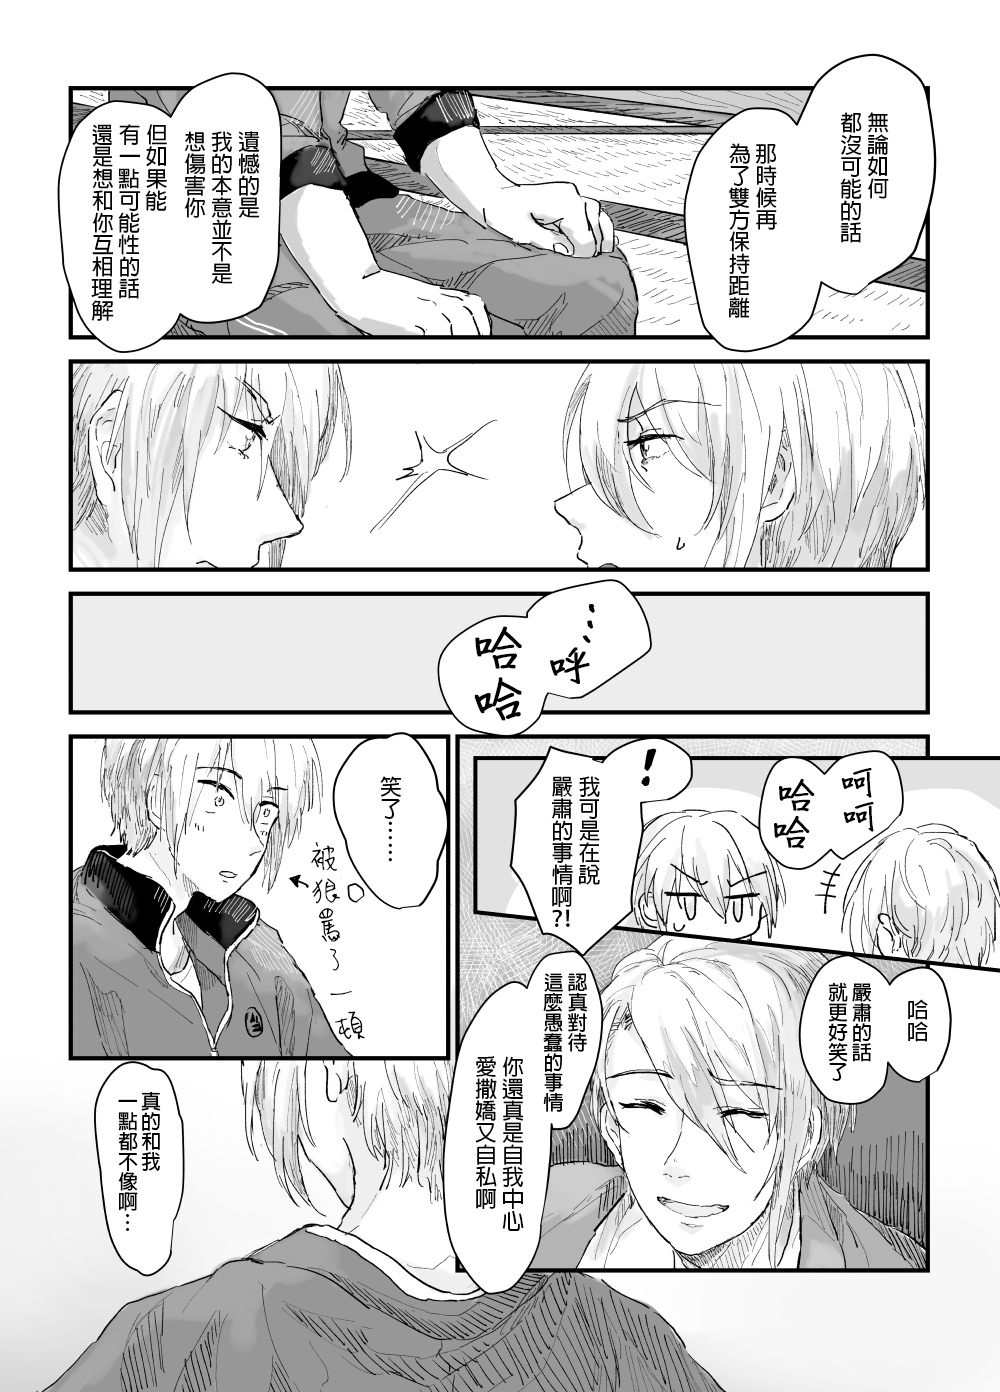 無論如何
都沒可能的話
那時候再
為了雙方保持距離
遺憾的是
我的本意並不是
想傷害你
但如果能
有一點可能性的話
還是想和你互相理解
…呼
哈
哈
呵呵
哈哈
！
我可是在說
嚴肅的事情啊?!
哈哈
嚴肅的話
就更好笑了
認真對待
這麼愚蠢的事情
你還真是自我中心
愛撒嬌又自私啊
笑了……
被狼罵了一頓
真的和我
一點都不像啊…